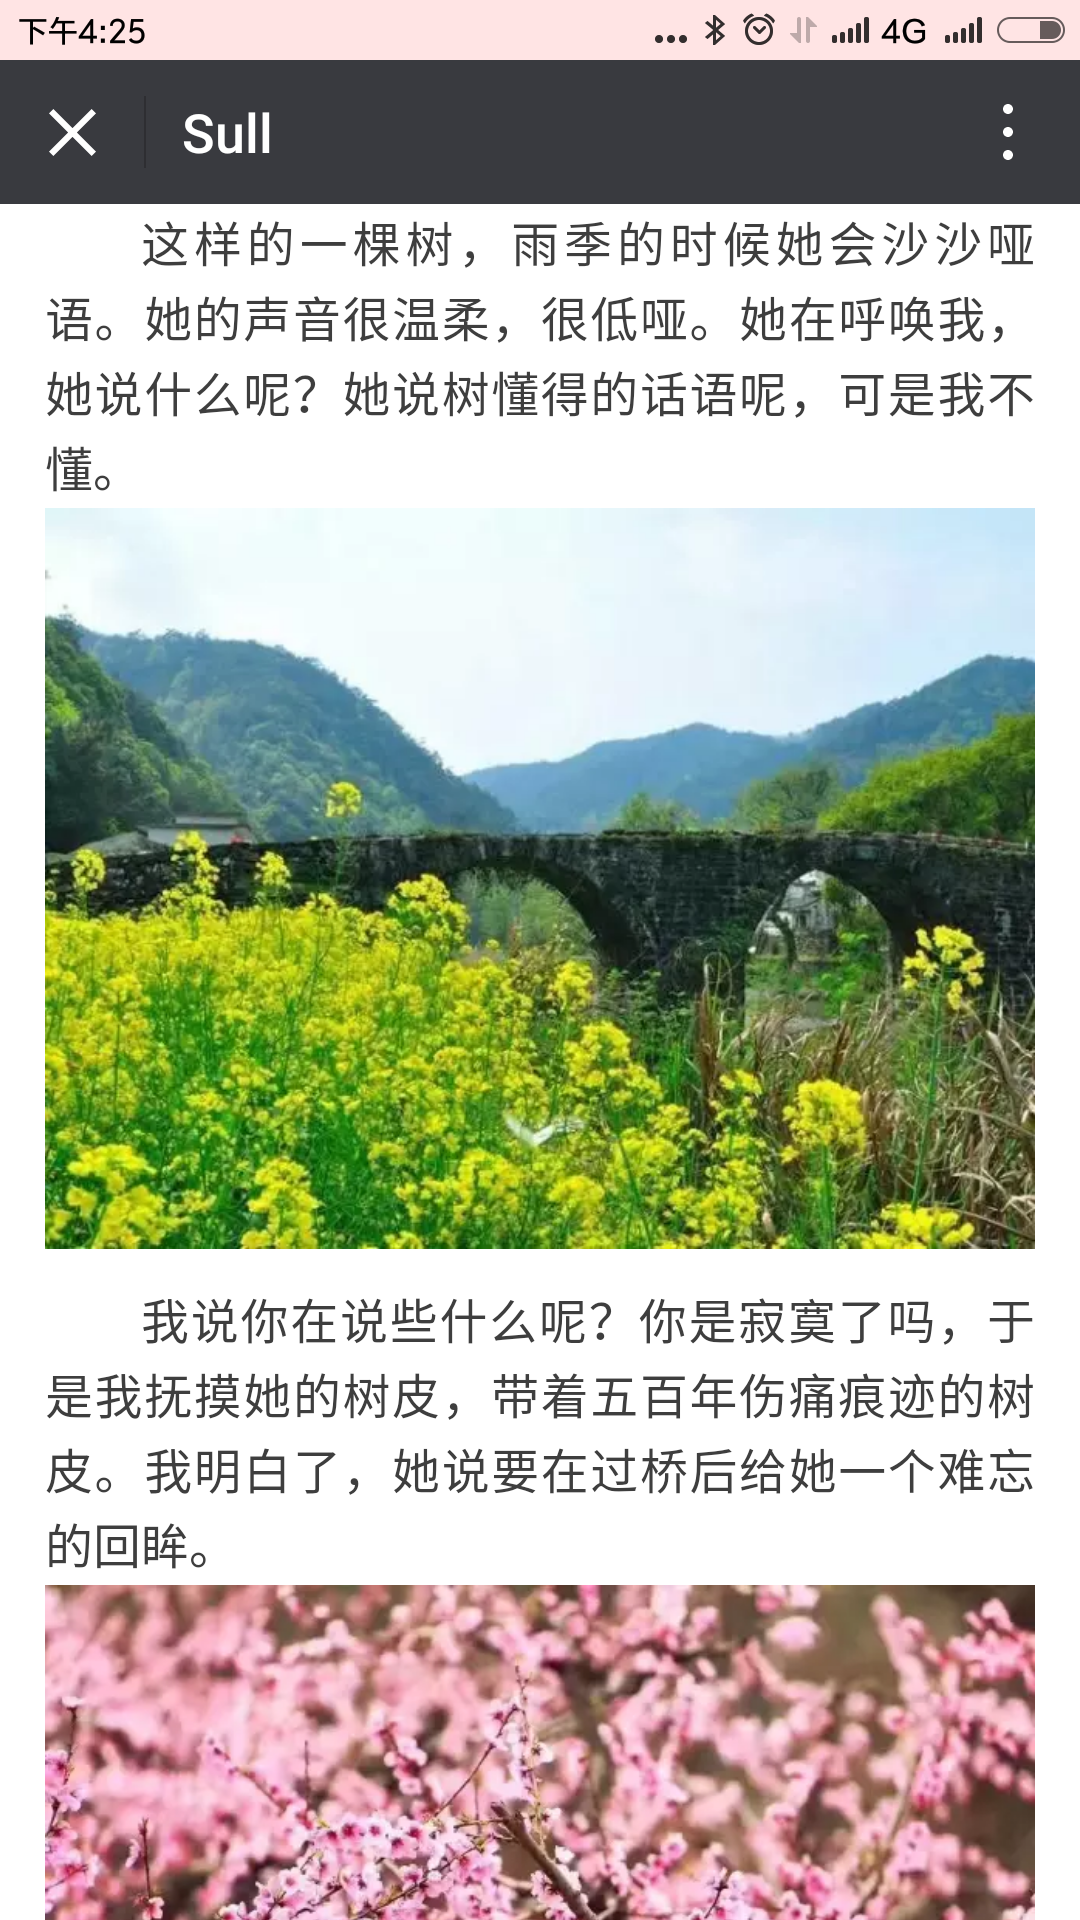 下午4:25
4G
Sull
这样的一棵树，雨季的时候她会沙沙哑
语。她的声音很温柔，很低哑。她在呼唤我，
她说什么呢？她说树懂得的话语呢，可是我不
懂。
我说你在说些什么呢？你是寂寞了吗，于
是我抚摸她的树皮，带着五百年伤痛痕迹的树
皮。我明白了，她说要在过桥后给她一个难忘
的回眸。